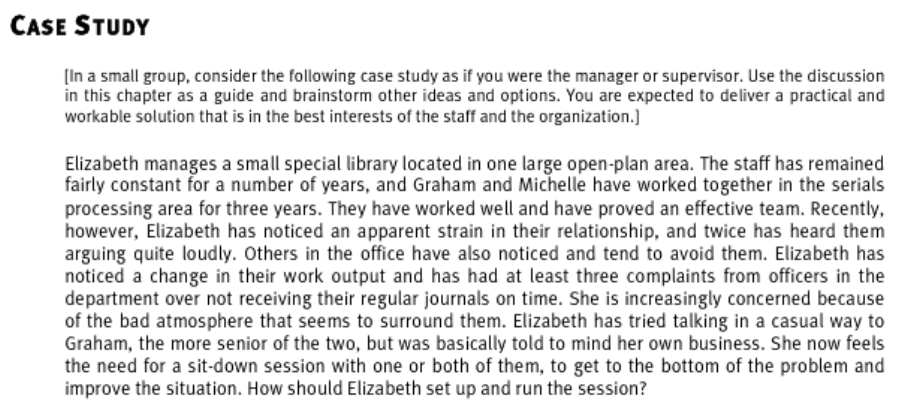 CASE STUDY
[In a small group, consider the following case study as if you were the manager or supervisor. Use the discussion
in this chapter as a guide and brainstorm other ideas and options. You are expected to deliver a practical and
workable solution that is in the best interests of the staff and the organization.]
Elizabeth manages a small special library located in one large open-plan area. The staff has remained
fairly constant for a number of years, and Graham and Michelle have worked together in the serials
processing area for three years. They have worked well and have proved an effective team. Recently,
however, Elizabeth has noticed an apparent strain in their relationship, and twice has heard them
arguing quite loudly. Others in the office have also noticed and tend to avoid them. Elizabeth has
noticed a change in their work output and has had at least three complaints from officers in the
department over not receiving their regular journals on time. She is increasingly concerned because
of the bad atmosphere that seems to surround them. Elizabeth has tried talking in a casual way to
Graham, the more senior of the two, but was basically told to mind her own business. She now feels
the need for a sit-down session with one or both of them, to get to the bottom of the problem and
improve the situation. How should Elizabeth set up and run the session?